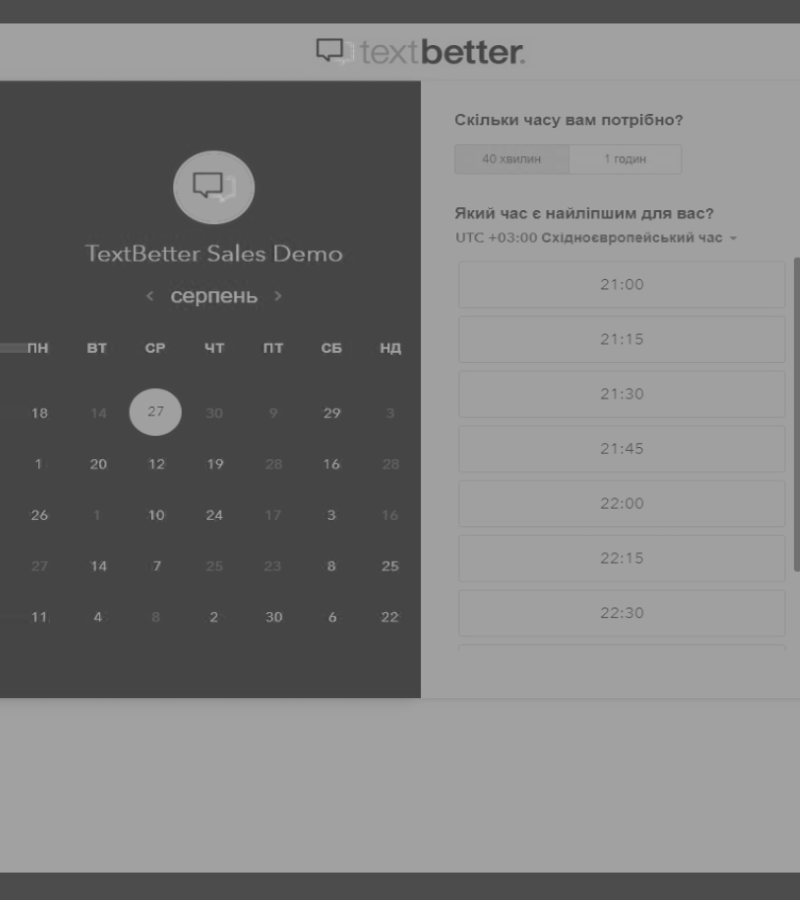 textbetter.
TextBetter Sales Demo
< серпень >
ПН ВТ СР ЧТ ПТ СБ НД
18 14 27 30 9 29 3
1 20 12 19 28 16 28
26 1 10 24 17 3 16
27 14 7 25 23 8 25
11 4 8 2 30 6 22
Скільки часу вам потрібно?
40 хвилин 1 годин
Який час є найліпшим для вас?
UTC +03:00 Східноєвропейський час
21:00
21:15
21:30
21:45
22:00
22:15
22:30